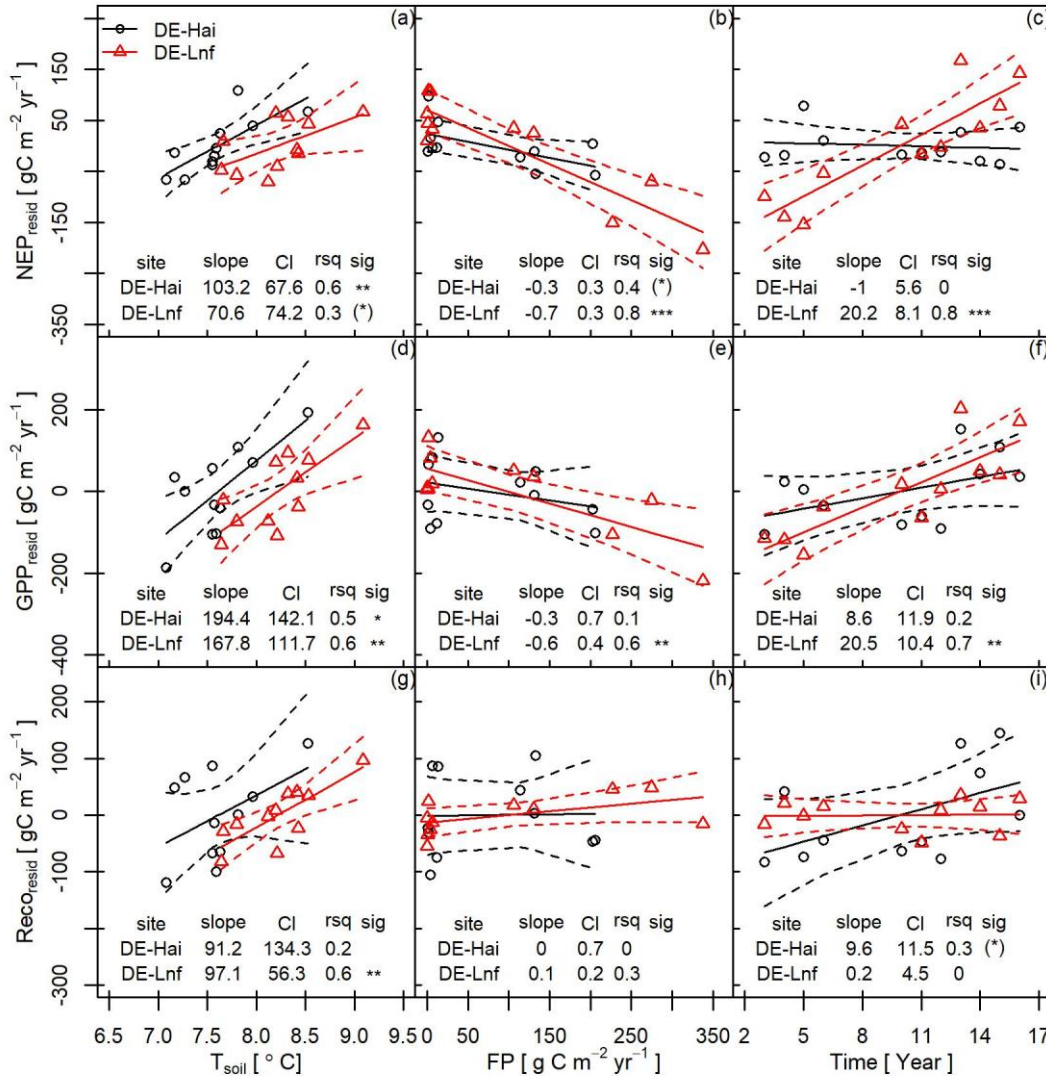 DE-Hai
DE-Lnf
(a)
(b)
(c)
NEPresid [ gC m−2 yr−1 ]
150
50
-150
-350
site slope CI rsq sig
DE-Hai 103.2 67.6 0.6 **
DE-Lnf 70.6 74.2 0.3 (*)
site slope CI rsq sig
DE-Hai -0.3 0.3 0.4 (*)
DE-Lnf -0.7 0.3 0.8 ***
site slope CI rsq sig
DE-Hai -1 5.6 0
DE-Lnf 20.2 8.1 0.8 ***
(d)
(e)
(f)
GPPresid [ gC m−2 yr−1 ]
200
0
-200
-400
site slope CI rsq sig
DE-Hai 194.4 142.1 0.5 *
DE-Lnf 167.8 111.7 0.6 **
site slope CI rsq sig
DE-Hai -0.3 0.7 0.1
DE-Lnf -0.6 0.4 0.6 **
site slope CI rsq sig
DE-Hai 8.6 11.9 0.2
DE-Lnf 20.5 10.4 0.7 **
(g)
(h)
(i)
Recoresid [ gC m−2 yr−1 ]
200
100
0
-100
-300
site slope CI rsq sig
DE-Hai 91.2 134.3 0.2
DE-Lnf 97.1 56.3 0.6 **
site slope CI rsq sig
DE-Hai 0 0.7 0
DE-Lnf 0.1 0.2 0.3
site slope CI rsq sig
DE-Hai 9.6 11.5 0.3 (*)
DE-Lnf 0.2 4.5 0
6.5 7.0 7.5 8.0 8.5 9.0 9.5
Tsoil [ ° C ]
0 50 150 250 350
FP [ g C m−2 yr−1 ]
2 5 8 11 14 17
Time [ Year ]